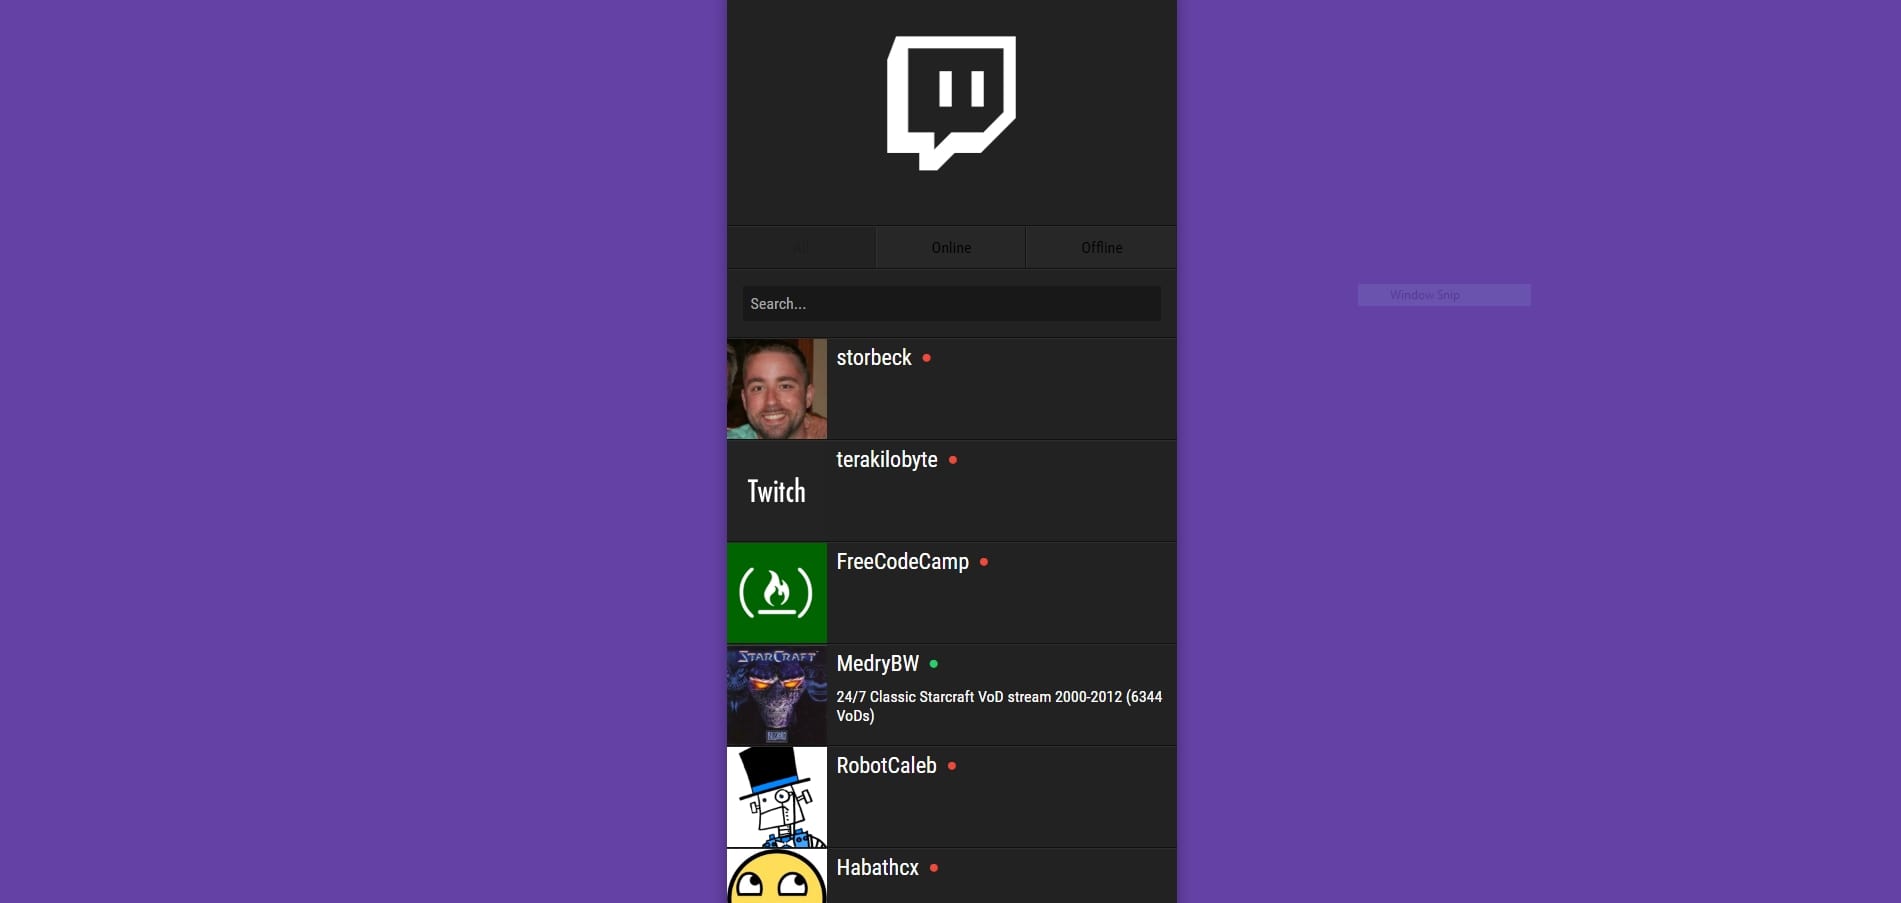 All
Online
Offline
Search...
Window Snip
storbeck
Twitch
terakilobyte
FreeCodeCamp
STARCRAFT
MedryBW
24/7 Classic Starcraft VoD stream 2000-2012 (6344
VoDs)
RobotCaleb
Habathcx